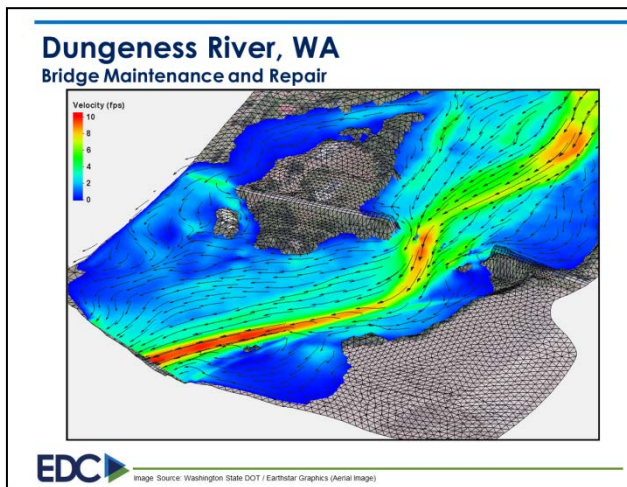 Dungeness River, WA
Bridge Maintenance and Repair
Velocity (fps)
10
8
6
4
2
0
EDC
Image Source: Washington State DOT / Earthstar Graphics (Aerial Image)